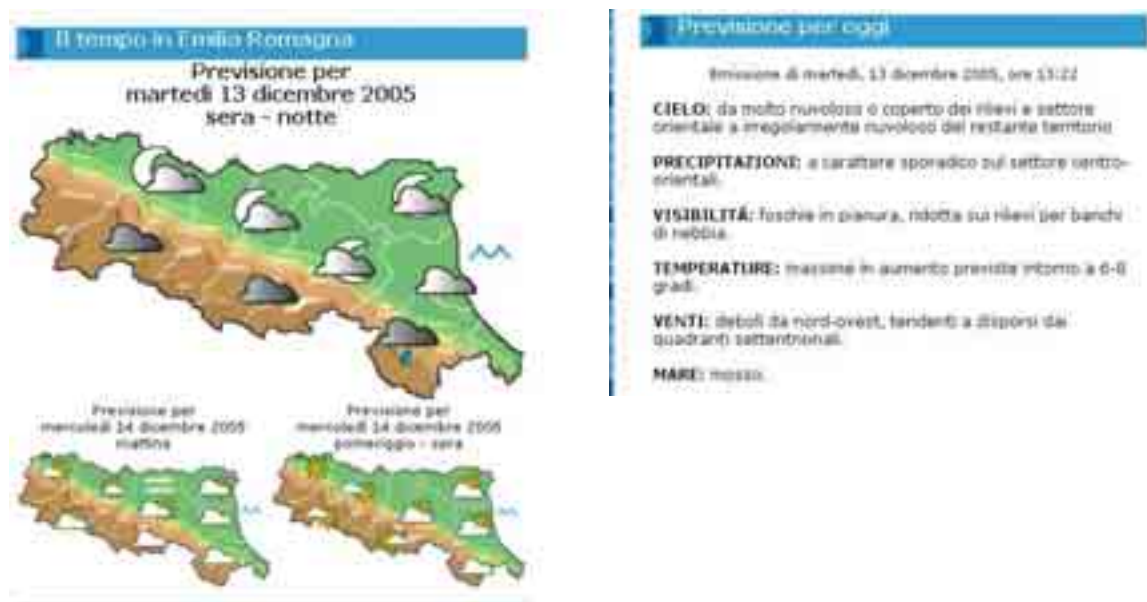 Il tempo in Emilia Romagna
Previsione per
martedì 13 dicembre 2005
sera - notte
Previsione per
mercoledì 14 dicembre 2005
mattina
Previsione per
mercoledì 14 dicembre 2005
pomeriggio - sera
Previsione per oggi
Emissione di martedì, 13 dicembre 2005, ore 13:22
CIELO: da molto nuvoloso o coperto dei rilievi e settore
orientale a irregolarmente nuvoloso del restante territorio
PRECIPITAZIONI: a carattere sporadico sul settore centro-
orientali.
VISIBILITÁ: foschie in pianura, ridotta sui rilievi per banchi
di nebbia.
TEMPERATURE: massime in aumento previste intorno a 6-8
gradi.
VENTI: deboli da nord-ovest, tendenti a disporsi dai
quadranti settentrionali.
MARE: mosso.